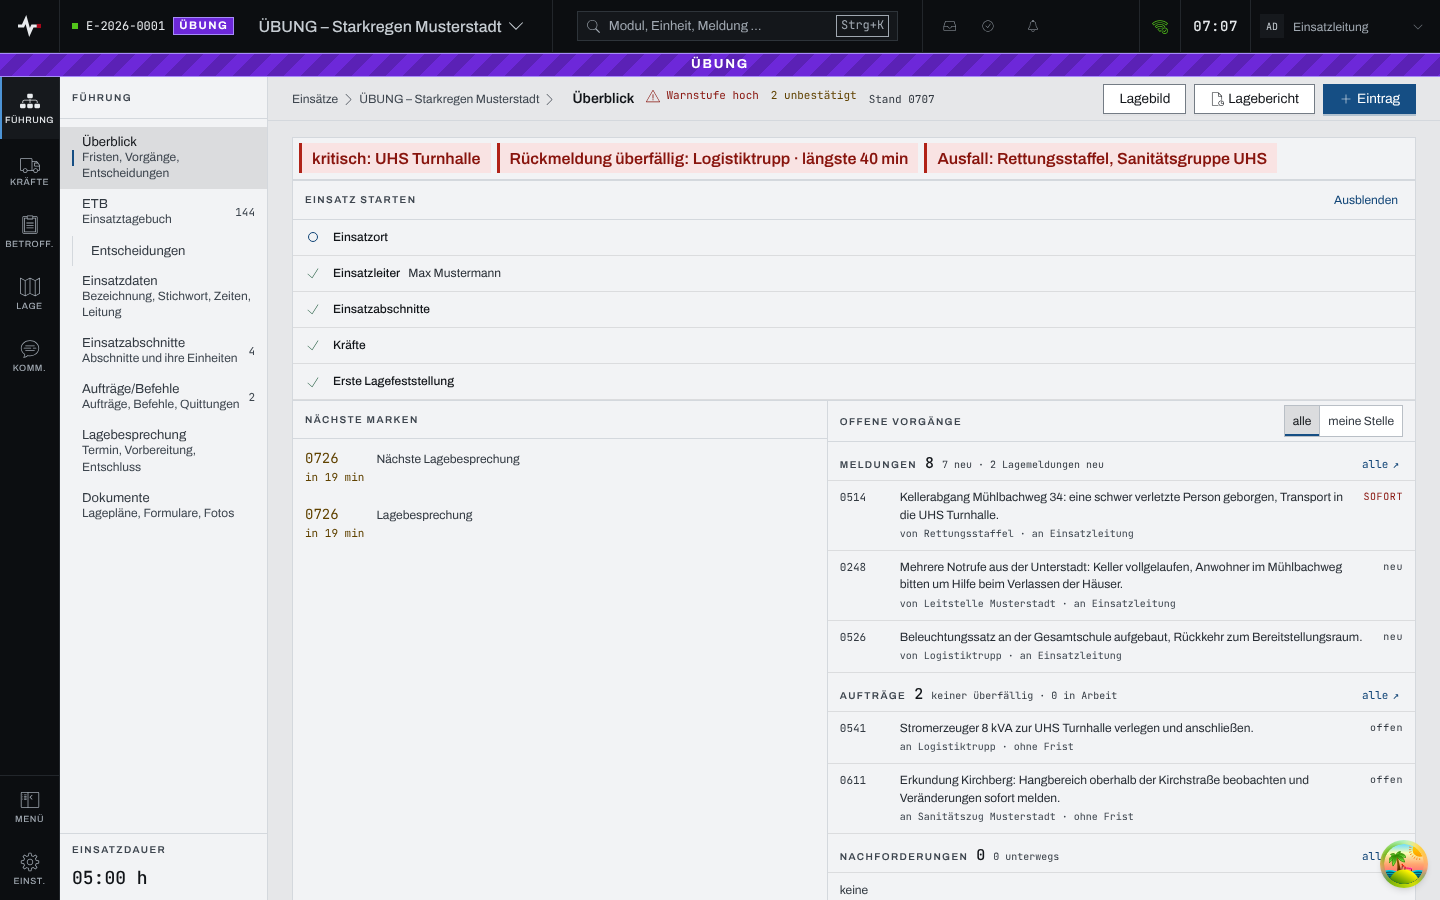 E-2026-0001 ÜBUNG ÜBUNG – Starkregen Musterstadt
Modul, Einheit, Meldung ... Strg+K
07:07 AD Einsatzleitung
ÜBUNG
FÜHRUNG
KRÄFTE
BETROFF.
LAGE
KOMM.
MENÜ
EINST.
FÜHRUNG
Überblick
Fristen, Vorgänge,
Entscheidungen
ETB
Einsatztagebuch 144
Entscheidungen
Einsatzdaten
Bezeichnung, Stichwort, Zeiten,
Leitung
Einsatzabschnitte
Abschnitte und ihre Einheiten 4
Aufträge/Befehle
Aufträge, Befehle, Quittungen 2
Lagebesprechung
Termin, Vorbereitung,
Entschluss
Dokumente
Lagepläne, Formulare, Fotos
EINSATZDAUER
05:00 h
Einsätze ÜBUNG – Starkregen Musterstadt Überblick Warnstufe hoch 2 unbestätigt Stand 0707
Lagebild Lagebericht + Eintrag
kritisch: UHS Turnhalle Rückmeldung überfällig: Logistiktrupp · längste 40 min Ausfall: Rettungsstaffel, Sanitätsgruppe UHS
EINSATZ STARTEN Ausblenden
Einsatzort
Einsatzleiter Max Mustermann
Einsatzabschnitte
Kräfte
Erste Lagefeststellung
NÄCHSTE MARKEN
0726 Nächste Lagebesprechung
in 19 min
0726 Lagebesprechung
in 19 min
OFFENE VORGÄNGE alle meine Stelle
MELDUNGEN 8 7 neu · 2 Lagemeldungen neu alle ↗
0514 Kellerabgang Mühlbachweg 34: eine schwer verletzte Person geborgen, Transport in SOFORT
die UHS Turnhalle.
von Rettungsstaffel · an Einsatzleitung
0248 Mehrere Notrufe aus der Unterstadt: Keller vollgelaufen, Anwohner im Mühlbachweg neu
bitten um Hilfe beim Verlassen der Häuser.
von Leitstelle Musterstadt · an Einsatzleitung
0526 Beleuchtungssatz an der Gesamtschule aufgebaut, Rückkehr zum Bereitstellungsraum. neu
von Logistiktrupp · an Einsatzleitung
AUFTRÄGE 2 keiner überfällig · 0 in Arbeit alle ↗
0541 Stromerzeuger 8 kVA zur UHS Turnhalle verlegen und anschließen. offen
an Logistiktrupp · ohne Frist
0611 Erkundung Kirchberg: Hangbereich oberhalb der Kirchstraße beobachten und offen
Veränderungen sofort melden.
an Sanitätszug Musterstadt · ohne Frist
NACHFORDERUNGEN 0 0 unterwegs
keine